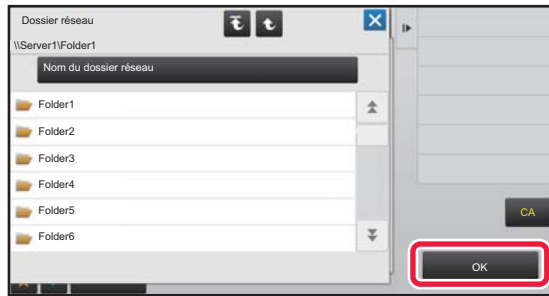 Dossier réseau
\\Server1\Folder1
Nom du dossier réseau
Folder1
Folder2
Folder3
Folder4
Folder5
Folder6
CA
OK